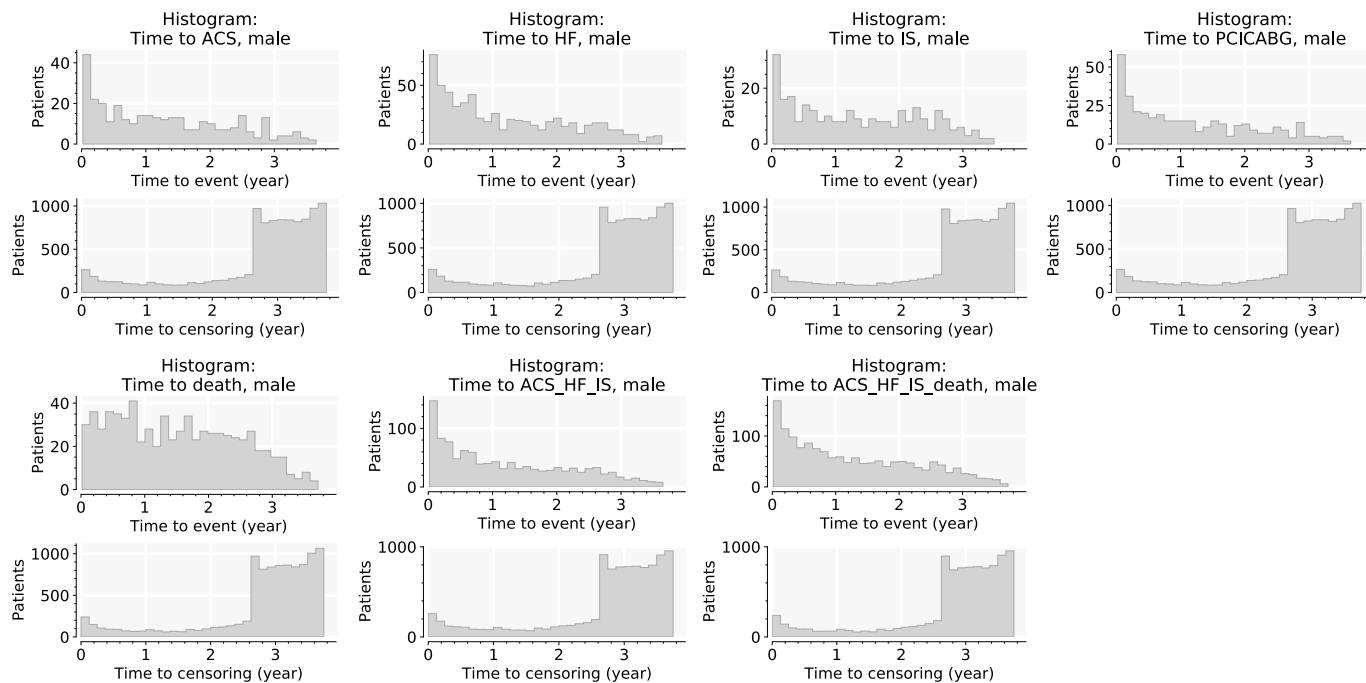 Histogram:
Time to ACS, male
Patients
40
20
0
0 1 2 3
Time to event (year)
Patients
1000
500
0
0 1 2 3
Time to censoring (year)
Histogram:
Time to HF, male
Patients
50
0
0 1 2 3
Time to event (year)
Patients
1000
500
0
0 1 2 3
Time to censoring (year)
Histogram:
Time to IS, male
Patients
20
0
0 1 2 3
Time to event (year)
Patients
1000
500
0
0 1 2 3
Time to censoring (year)
Histogram:
Time to PCICABG, male
Patients
50
25
0
0 1 2 3
Time to event (year)
Patients
1000
500
0
0 1 2 3
Time to censoring (year)
Histogram:
Time to death, male
Patients
40
20
0
0 1 2 3
Time to event (year)
Patients
1000
500
0
0 1 2 3
Time to censoring (year)
Histogram:
Time to ACS_HF_IS, male
Patients
100
0
0 1 2 3
Time to event (year)
Patients
1000
0
0 1 2 3
Time to censoring (year)
Histogram:
Time to ACS_HF_IS_death, male
Patients
100
0
0 1 2 3
Time to event (year)
Patients
1000
0
0 1 2 3
Time to censoring (year)